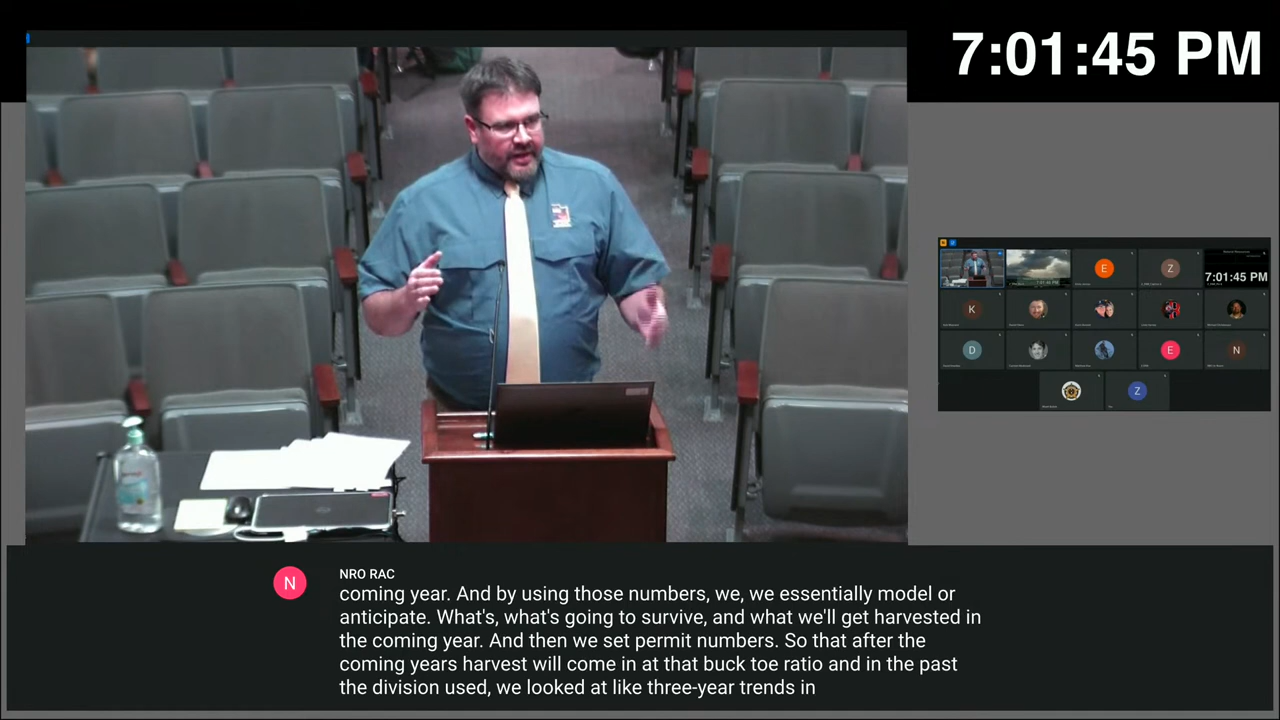 7:01:45 PM
E
Z
7:01:45 PM
K
D
E
N
Z
N
NRO RAC
coming year. And by using those numbers, we, we essentially model or
anticipate. What's, what's going to survive, and what we'll get harvested in
the coming year. And then we set permit numbers. So that after the
coming years harvest will come in at that buck toe ratio and in the past
the division used, we looked at like three-year trends in